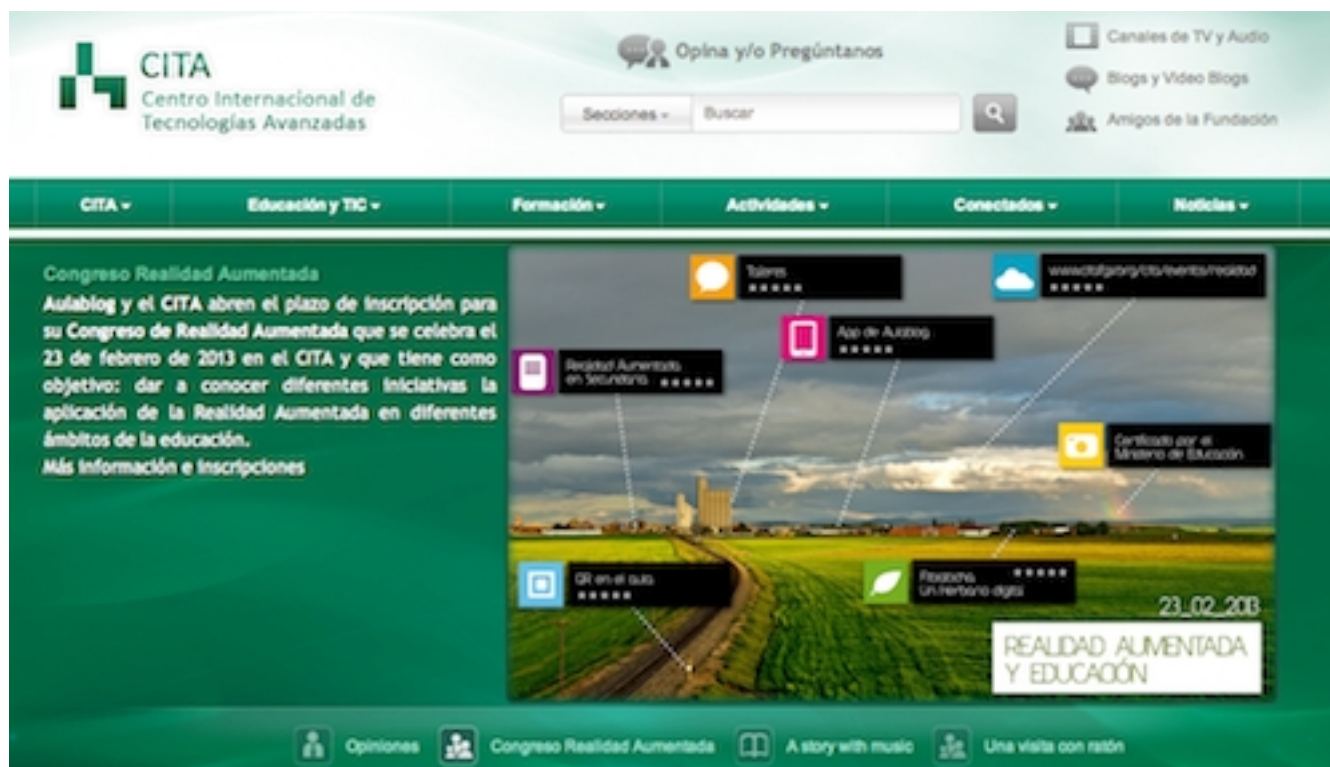 CITA
Centro Internacional de
Tecnologías Avanzadas
Opina y/o Pregúntanos
Secciones
Buscar
Canales de TV y Audio
Blogs y Video Blogs
Amigos de la Fundación
CITA
Educación y TIC
Formación
Actividades
Conectados
Noticias
Congreso Realidad Aumentada
Aulablog y el CITA abren el plazo de inscripción para
su Congreso de Realidad Aumentada que se celebra el
23 de febrero de 2013 en el CITA y que tiene como
objetivo: dar a conocer diferentes iniciativas la
aplicación de la Realidad Aumentada en diferentes
ámbitos de la educación.
Más información e inscripciones
Talleres
App de Aulablog
Realidad Aumentada
en Secundaria
Certificado por el
Ministerio de Educación
QR en el aula
Un herbario digital
23_02_2013
REALIDAD AUMENTADA
Y EDUCACIÓN
Opiniones
Congreso Realidad Aumentada
A story with music
Una visita con ratón